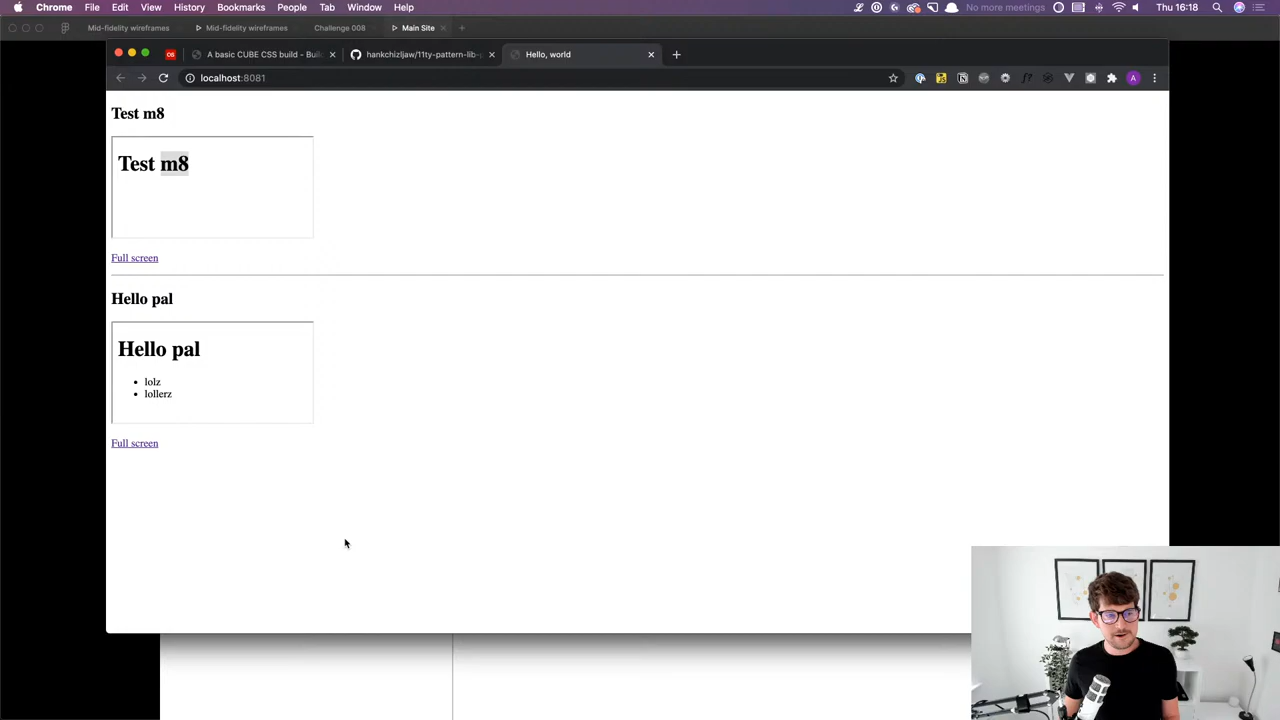 Chrome File Edit View History Bookmarks People Tab Window Help No more meetings Thu 16:18
Mid-fidelity wireframes Mid-fidelity wireframes Challenge 008 Main Site
A basic CUBE CSS build - Buil hankchizljaw/11ty-pattern-lib- Hello, world
localhost:8081 A
Test m8
Test m8
Full screen
Hello pal
Hello pal
lolz
lollerz
Full screen